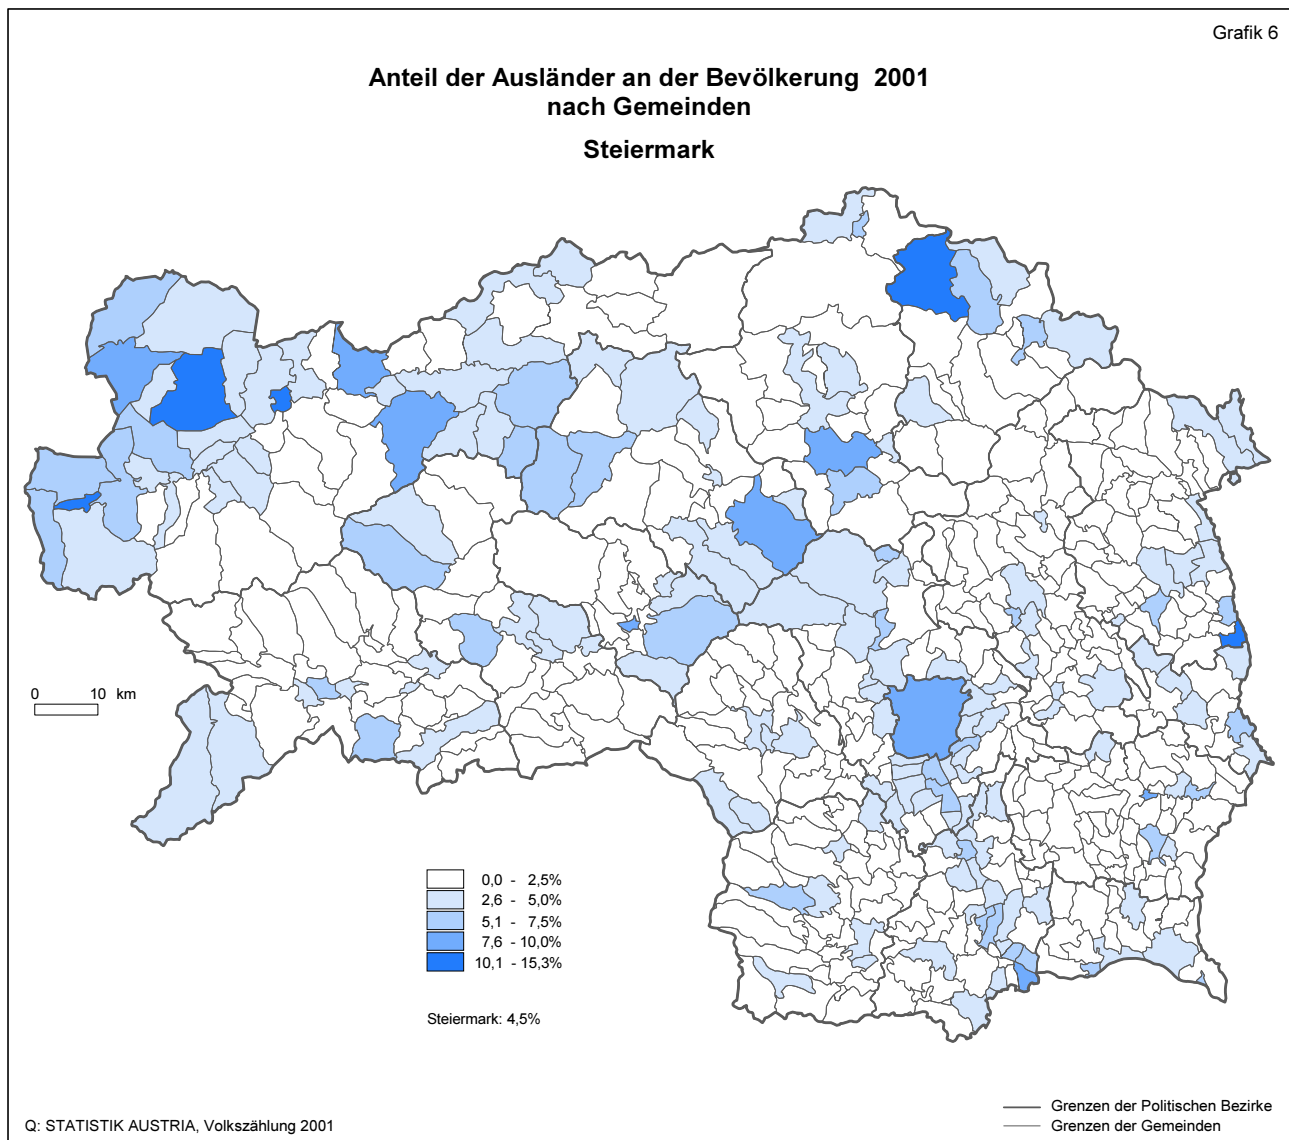 Grafik 6
Anteil der Ausländer an der Bevölkerung 2001
nach Gemeinden
Steiermark
0 10 km
0,0 - 2,5%
2,6 - 5,0%
5,1 - 7,5%
7,6 - 10,0%
10,1 - 15,3%
Steiermark: 4,5%
Grenzen der Politischen Bezirke
Grenzen der Gemeinden
Q: STATISTIK AUSTRIA, Volkszählung 2001